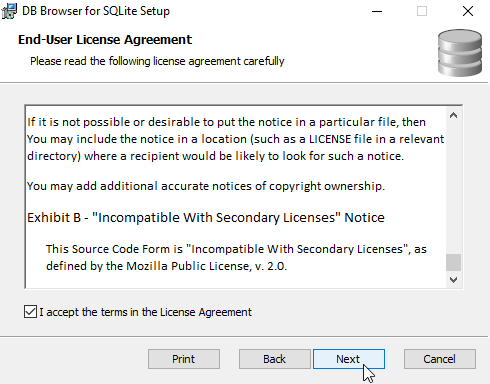 DB Browser for SQLite Setup
End-User License Agreement
Please read the following license agreement carefully
If it is not possible or desirable to put the notice in a particular file, then
You may include the notice in a location (such as a LICENSE file in a relevant
directory) where a recipient would be likely to look for such a notice.
You may add additional accurate notices of copyright ownership.
Exhibit B - "Incompatible With Secondary Licenses" Notice
This Source Code Form is "Incompatible With Secondary Licenses", as
defined by the Mozilla Public License, v. 2.0.
I accept the terms in the License Agreement
Print Back Next Cancel